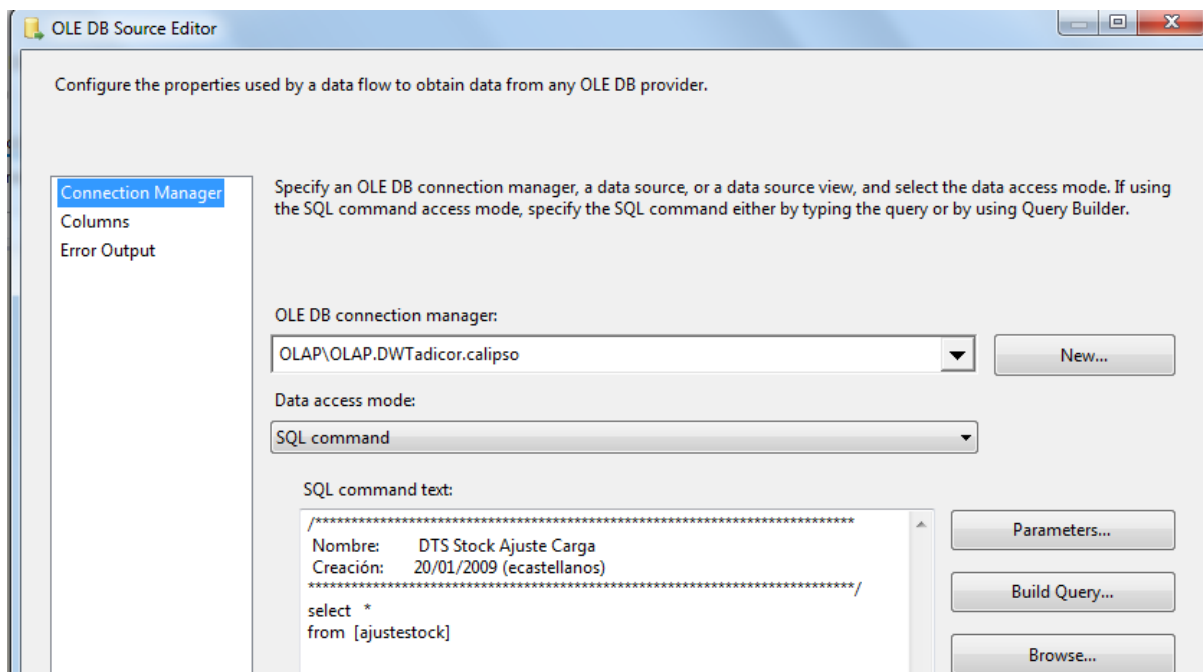 OLE DB Source Editor
Configure the properties used by a data flow to obtain data from any OLE DB provider.
Connection Manager
Columns
Error Output
Specify an OLE DB connection manager, a data source, or a data source view, and select the data access mode. If using
the SQL command access mode, specify the SQL command either by typing the query or by using Query Builder.
OLE DB connection manager:
OLAP\OLAP.DWTadicor.calipso
New...
Data access mode:
SQL command
SQL command text:
/***************************************************************************
Nombre: DTS Stock Ajuste Carga
Creación: 20/01/2009 (ecastellanos)
****************************************************************************/
select *
from [ajustestock]
Parameters...
Build Query...
Browse...